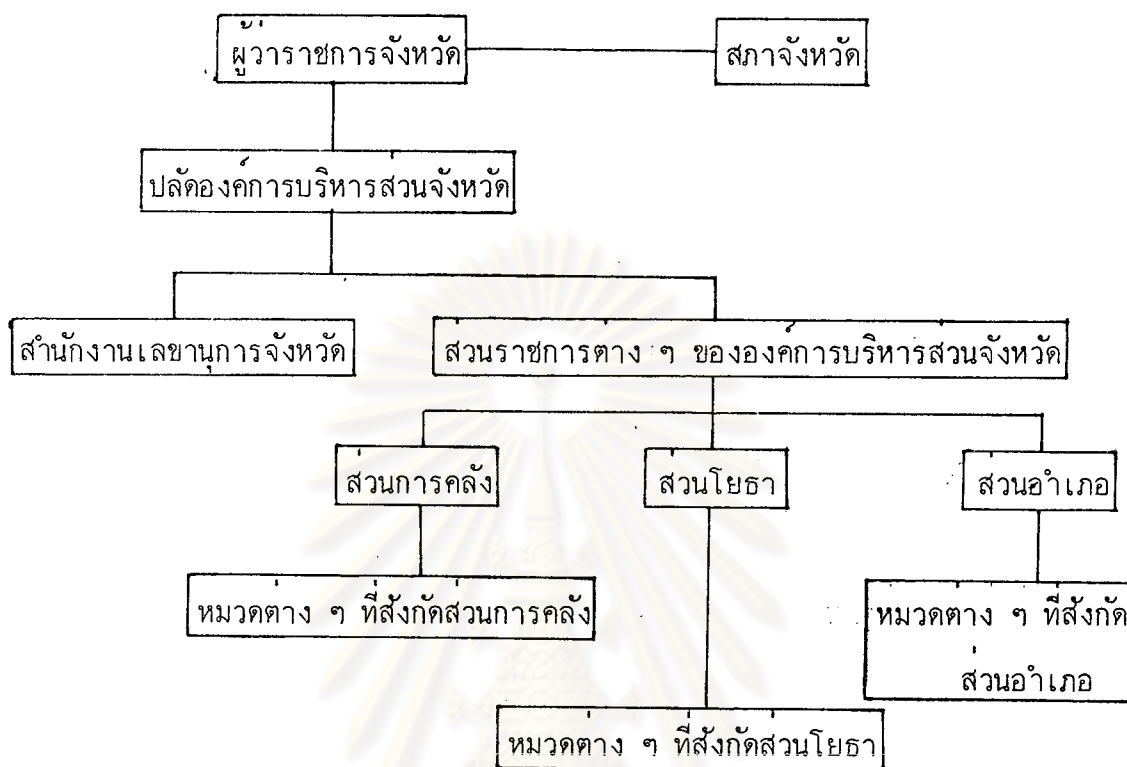 ผู้ว่าราชการจังหวัด
สภาจังหวัด
ปลัดองค์การบริหารส่วนจังหวัด
สำนักงานเลขานุการจังหวัด
ส่วนราชการต่าง ๆ ขององค์การบริหารส่วนจังหวัด
ส่วนการคลัง
ส่วนโยธา
ส่วนอำเภอ
หมวดต่าง ๆ ที่สังกัดส่วนการคลัง
หมวดต่าง ๆ ที่สังกัด
ส่วนอำเภอ
หมวดต่าง ๆ ที่สังกัดส่วนโยธา